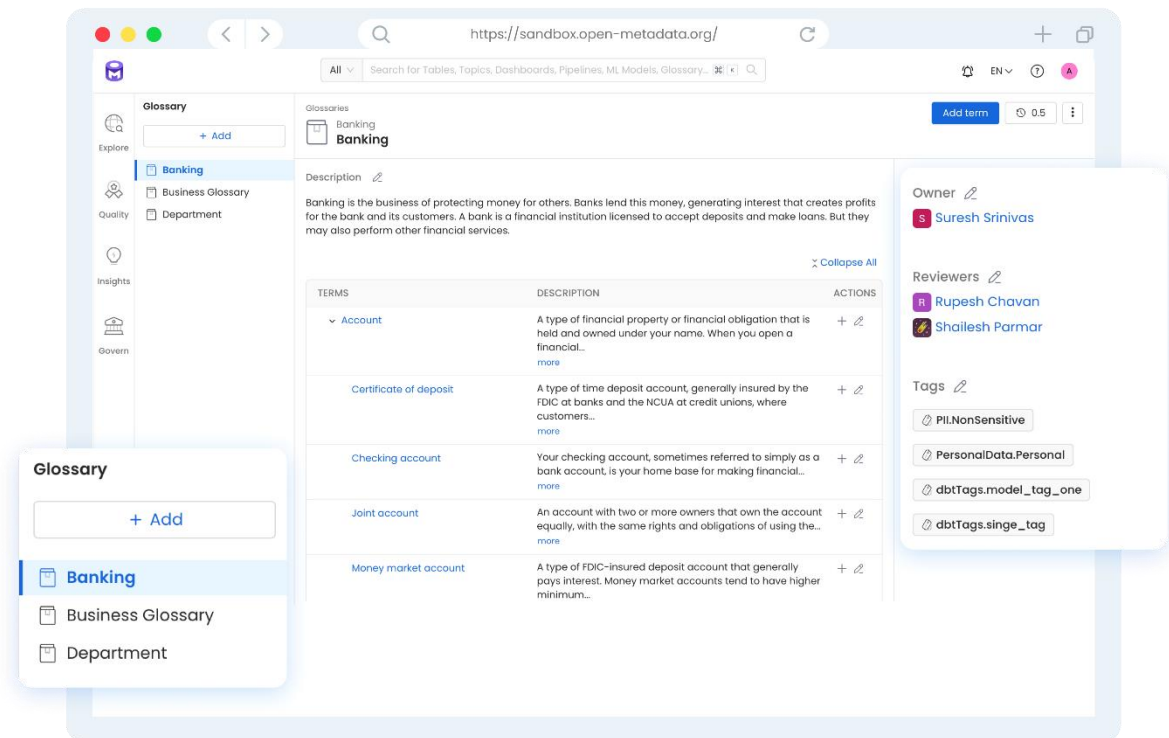 https://sandbox.open-metadata.org/
All
Search for Tables, Topics, Dashboards, Pipelines, ML Models, Glossary...
⌘ K
EN
?
A
Explore
Quality
Insights
Govern
Glossary
+ Add
Banking
Business Glossary
Department
Glossaries
Banking
Banking
Add term
0.5
Description
Banking is the business of protecting money for others. Banks lend this money, generating interest that creates profits
for the bank and its customers. A bank is a financial institution licensed to accept deposits and make loans. But they
may also perform other financial services.
Collapse All
TERMS DESCRIPTION ACTIONS
Account
A type of financial property or financial obligation that is
held and owned under your name. When you open a
financial...
more
Certificate of deposit
A type of time deposit account, generally insured by the
FDIC at banks and the NCUA at credit unions, where
customers...
more
Checking account
Your checking account, sometimes referred to simply as a
bank account, is your home base for making financial...
more
Joint account
An account with two or more owners that own the account
equally, with the same rights and obligations of using the...
more
Money market account
A type of FDIC-insured deposit account that generally
pays interest. Money market accounts tend to have higher
minimum...
Owner
S Suresh Srinivas
Reviewers
R Rupesh Chavan
Shailesh Parmar
Tags
PII.NonSensitive
PersonalData.Personal
dbtTags.model_tag_one
dbtTags.singe_tag
Glossary
+ Add
Banking
Business Glossary
Department